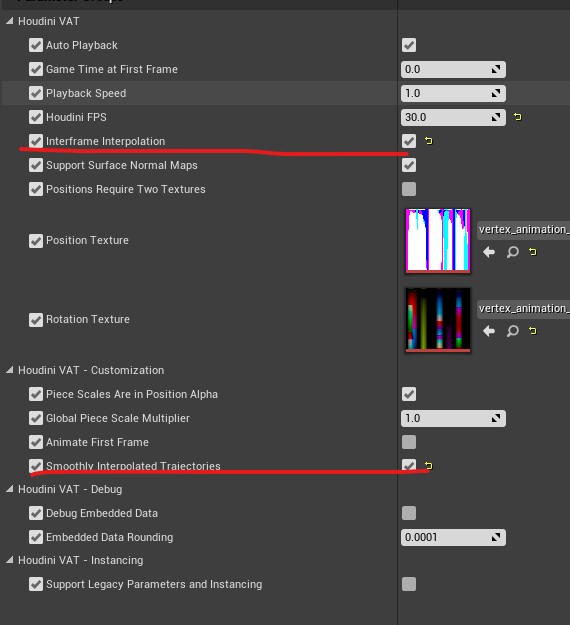 Parameter Groups
Houdini VAT
Auto Playback
Game Time at First Frame 0.0
Playback Speed 1.0
Houdini FPS 30.0
Interframe Interpolation
Support Surface Normal Maps
Positions Require Two Textures
Position Texture vertex_animation_
Rotation Texture vertex_animation_
Houdini VAT - Customization
Piece Scales Are in Position Alpha
Global Piece Scale Multiplier 1.0
Animate First Frame
Smoothly Interpolated Trajectories
Houdini VAT - Debug
Debug Embedded Data
Embedded Data Rounding 0.0001
Houdini VAT - Instancing
Support Legacy Parameters and Instancing